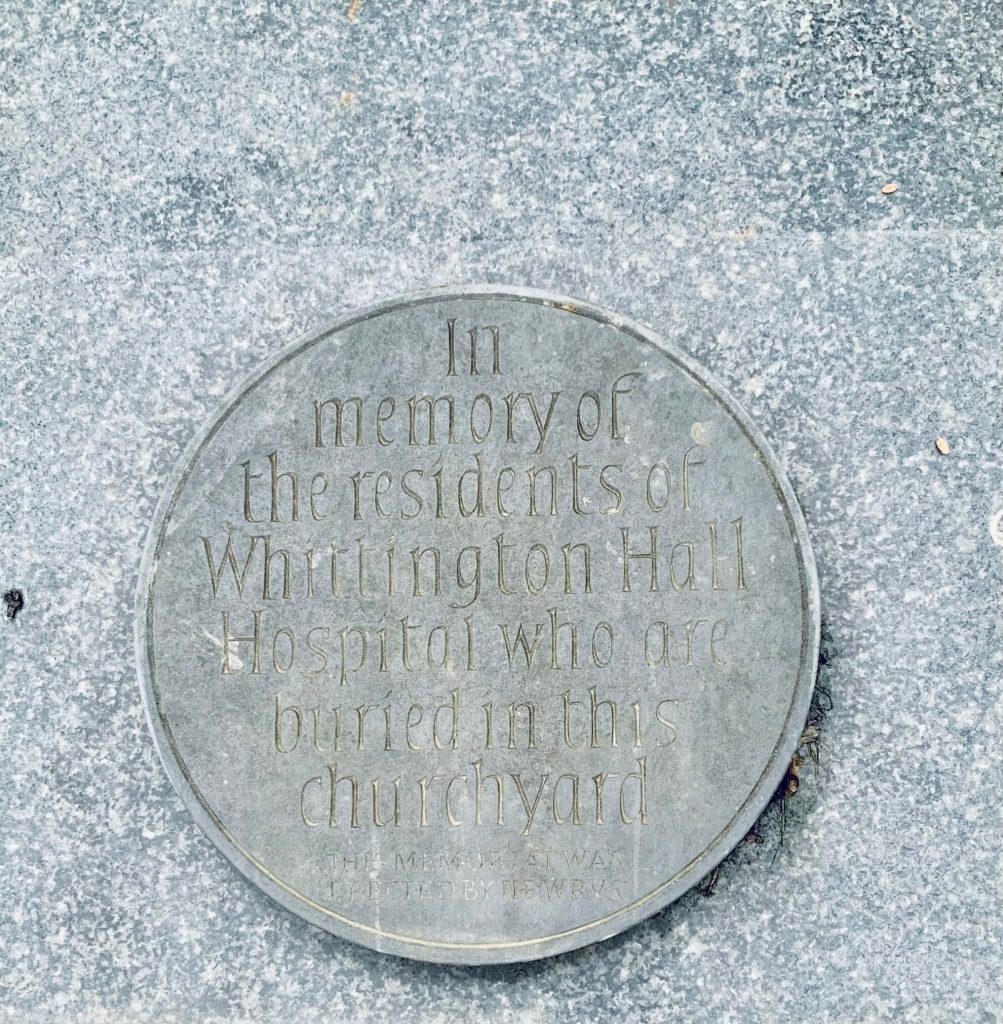 In
memory of
the residents of
Whittington Hall
Hospital who are
buried in this
churchyard
THIS MEMORIAL WAS
ERECTED BY THE WRVS